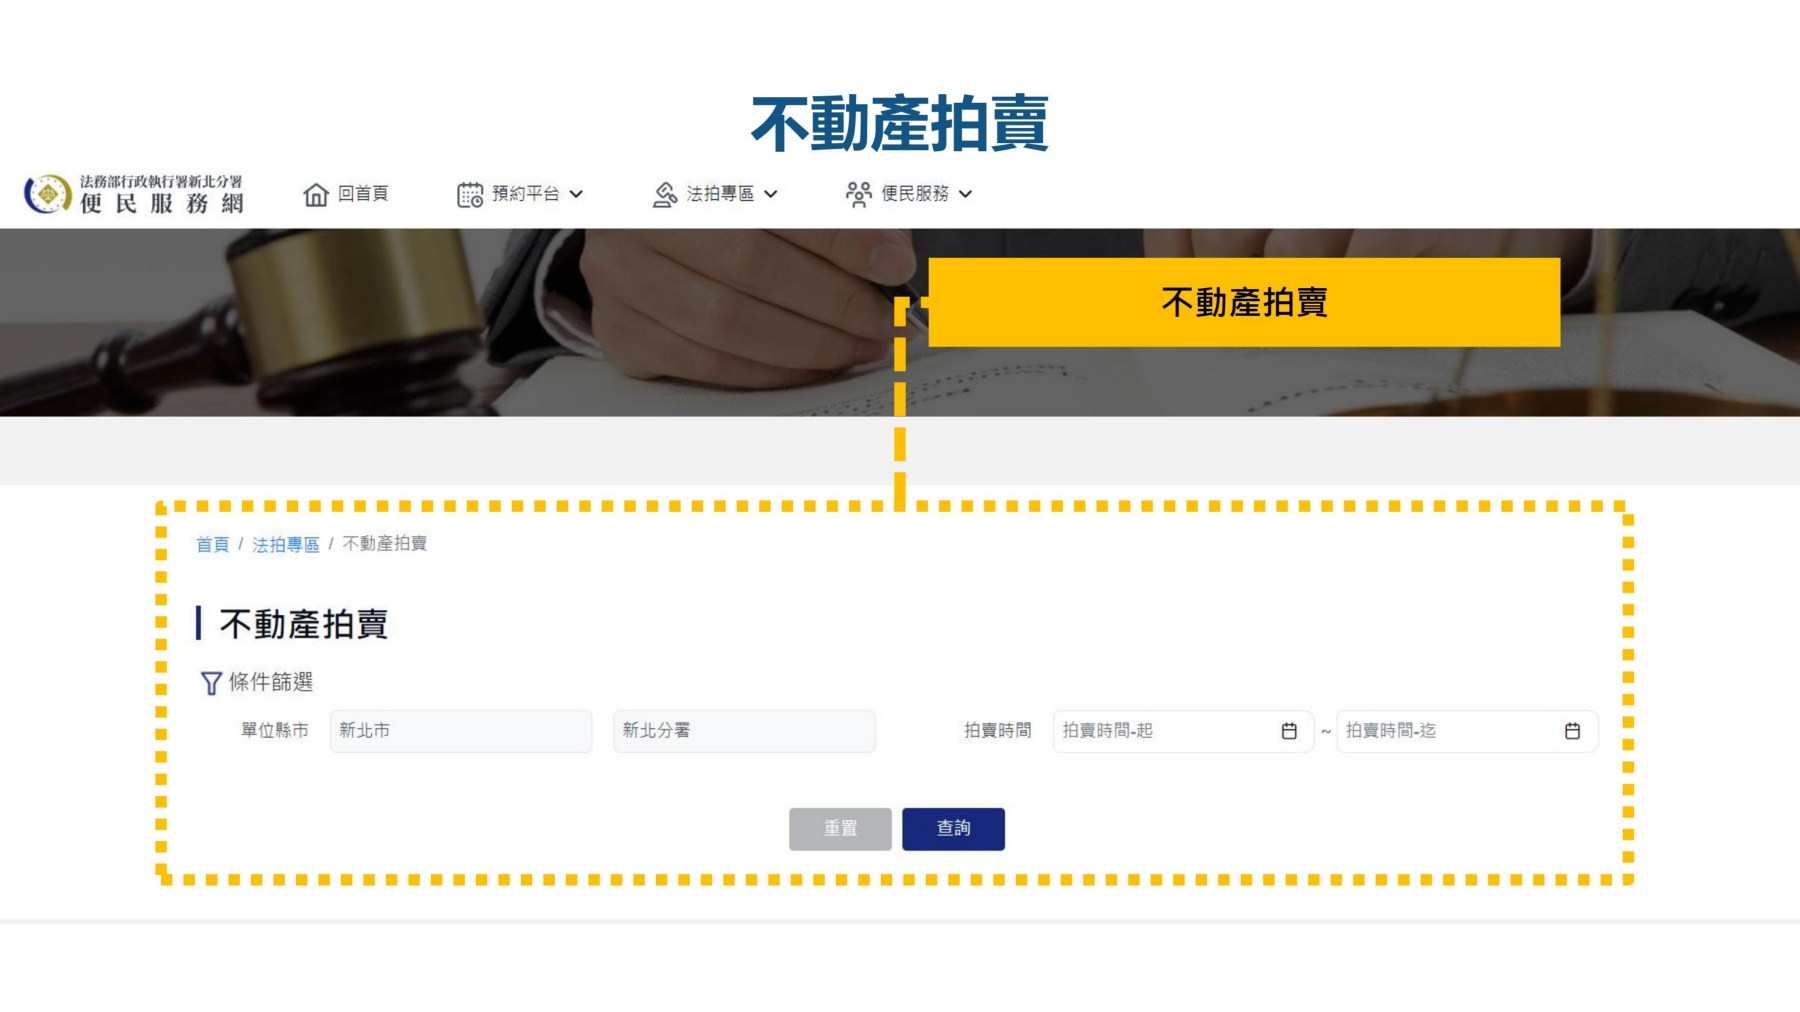 不動產拍賣
法務部行政執行署新北分署
便民服務網
回首頁
預約平台
法拍專區
便民服務
不動產拍賣
首頁 / 法拍專區 / 不動產拍賣
不動產拍賣
條件篩選
單位縣市 新北市 新北分署 拍賣時間 拍賣時間-起 ~ 拍賣時間-迄
重置 查詢